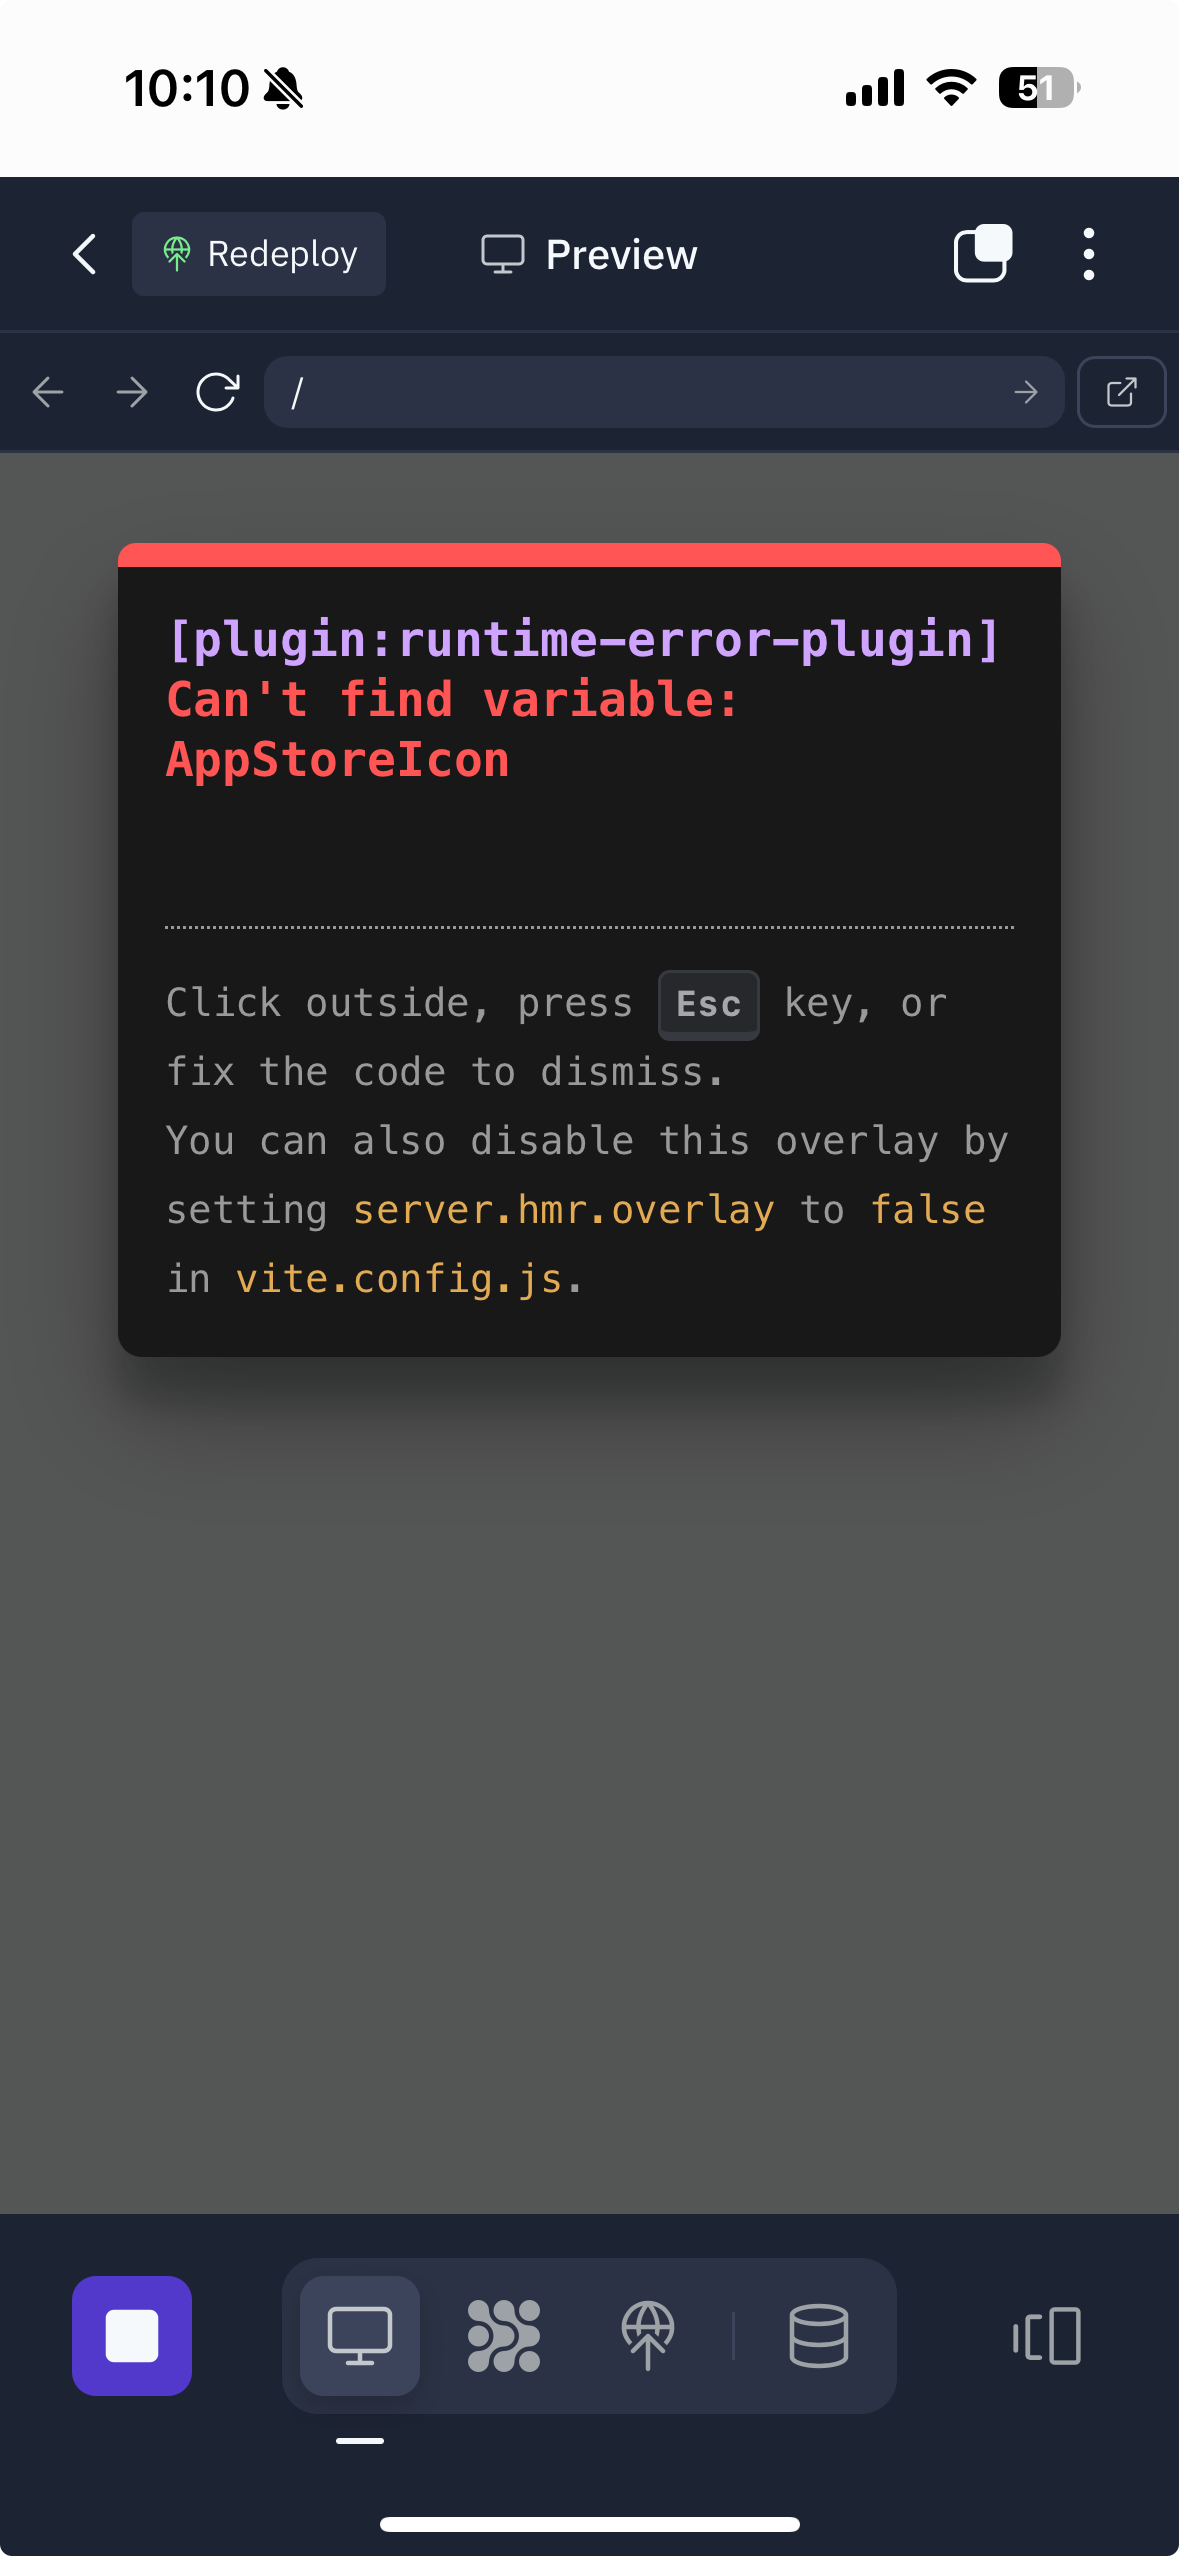 10:10
51
Redeploy
Preview
/
[plugin:runtime-error-plugin]
Can't find variable:
AppStoreIcon
Click outside, press Esc key, or
fix the code to dismiss.
You can also disable this overlay by
setting server.hmr.overlay to false
in vite.config.js.